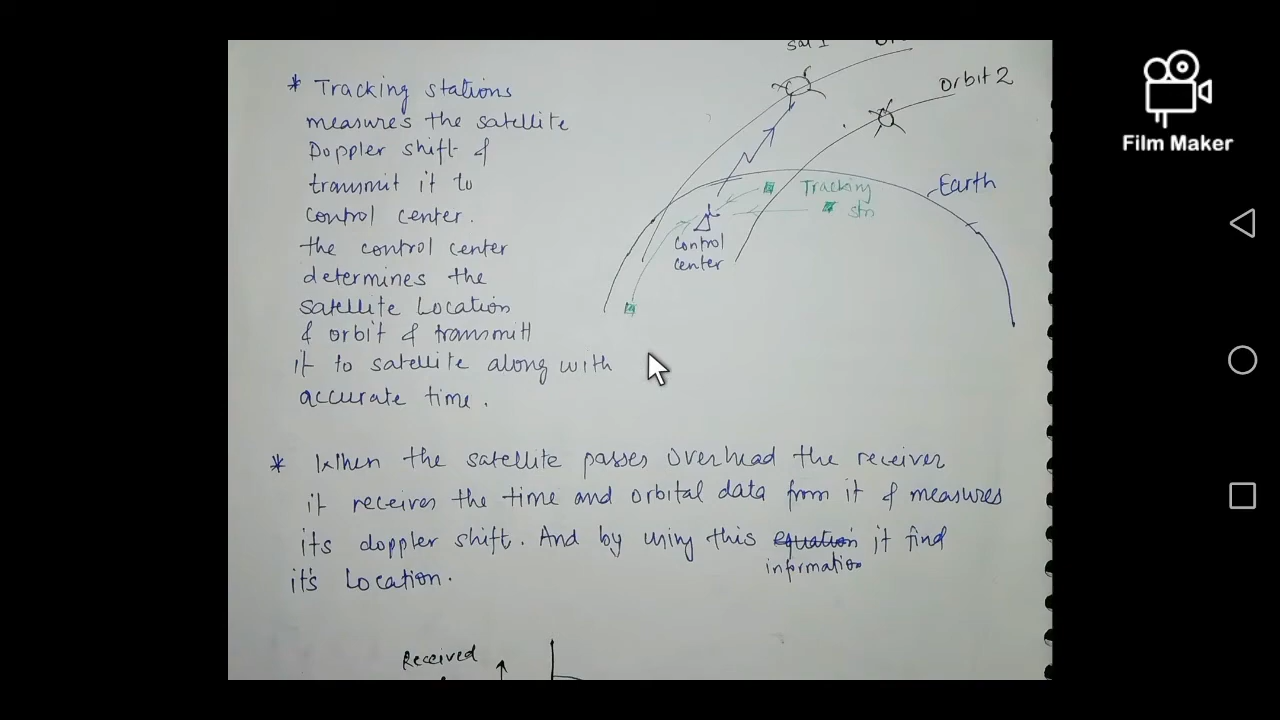 sat 1
orbit 2
* Tracking stations
measures the satellite
Doppler shift &
transmit it to
control center.
the control center
determines the
satellite Location
& orbit & transmitt
it to satellite along with
accurate time.
Earth
Tracking
stn
control
center
* When the satellite passes overhead the receiver
it receives the time and orbital data from it & measures
its doppler shift. And by using this equation it find
information
it's Location.
Received
Film Maker